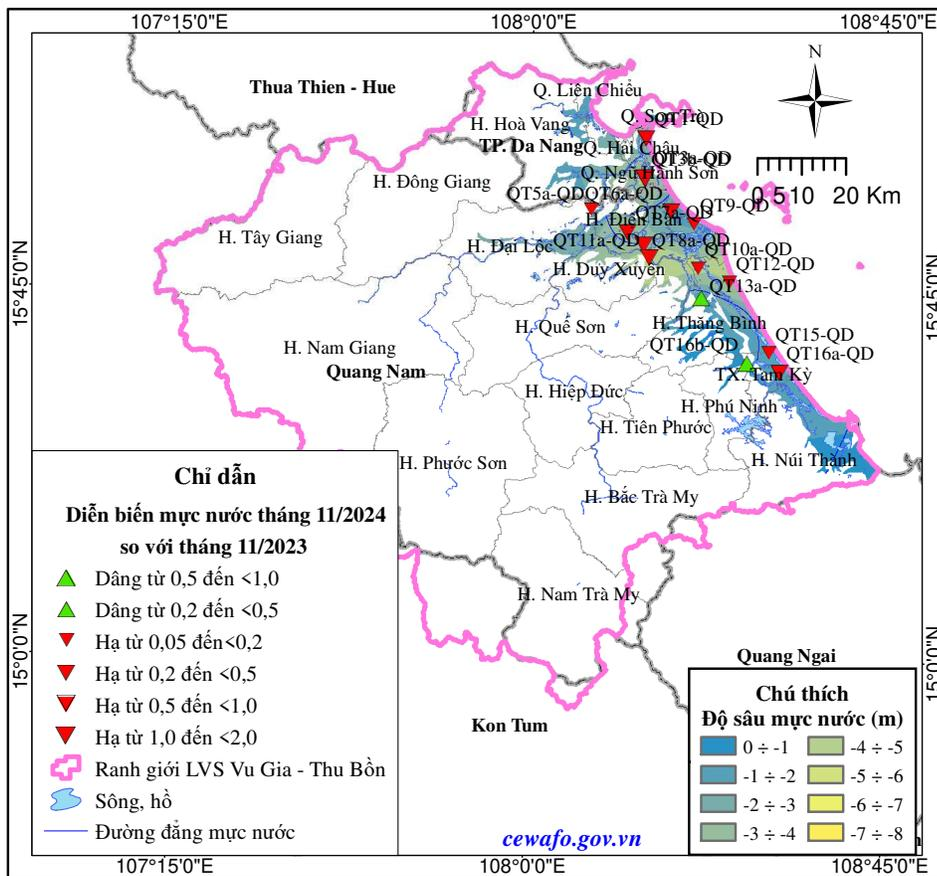 107°15'0"E 108°0'0"E 108°45'0"E
N
Thua Thien - Hue
Q. Liên Chiểu
Q. Sơn Trà
QT1-QD
H. Hoà Vang
TP. Da Nang
Q. Hải Châu
QT3a-QD
H. Đông Giang
Q. Ngũ Hành Sơn
0 5 10 20 Km
QT5a-QD
QT6a-QD
QT9-QD
H. Điện Bàn
H. Tây Giang
H. Đại Lộc
QT11a-QD
QT8a-QD
QT10a-QD
H. Duy Xuyên
QT12-QD
QT13a-QD
15°45'0"N 15°45'0"N
H. Nam Giang
H. Quế Sơn
H. Thăng Bình
QT15-QD
QT16b-QD
QT16a-QD
Quang Nam
TX. Tam Kỳ
H. Hiệp Đức
H. Phú Ninh
H. Tiên Phước
H. Phước Sơn
H. Núi Thành
H. Bắc Trà My
H. Nam Trà My
15°0'0"N 15°0'0"N
Quang Ngai
Kon Tum
Chỉ dẫn
Diễn biến mực nước tháng 11/2024
so với tháng 11/2023
Dâng từ 0,5 đến <1,0
Dâng từ 0,2 đến <0,5
Hạ từ 0,05 đến<0,2
Hạ từ 0,2 đến <0,5
Hạ từ 0,5 đến <1,0
Hạ từ 1,0 đến <2,0
Ranh giới LVS Vu Gia - Thu Bồn
Sông, hồ
Đường đẳng mực nước
Chú thích
Độ sâu mực nước (m)
0 ÷ -1
-1 ÷ -2
-2 ÷ -3
-3 ÷ -4
-4 ÷ -5
-5 ÷ -6
-6 ÷ -7
-7 ÷ -8
cewafo.gov.vn
107°15'0"E 108°0'0"E 108°45'0"E